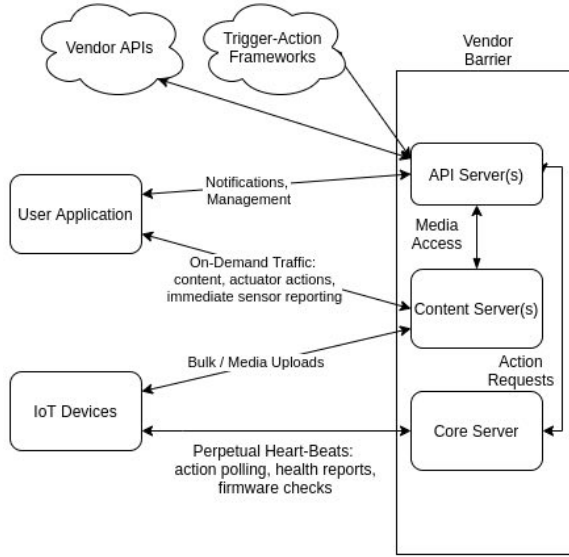 Vendor APIs
Trigger-Action
Frameworks
Vendor
Barrier
API Server(s)
Notifications,
Management
User Application
Media
Access
On-Demand Traffic:
content, actuator actions,
immediate sensor reporting
Content Server(s)
Bulk / Media Uploads
Action
Requests
IoT Devices
Core Server
Perpetual Heart-Beats:
action polling, health reports,
firmware checks